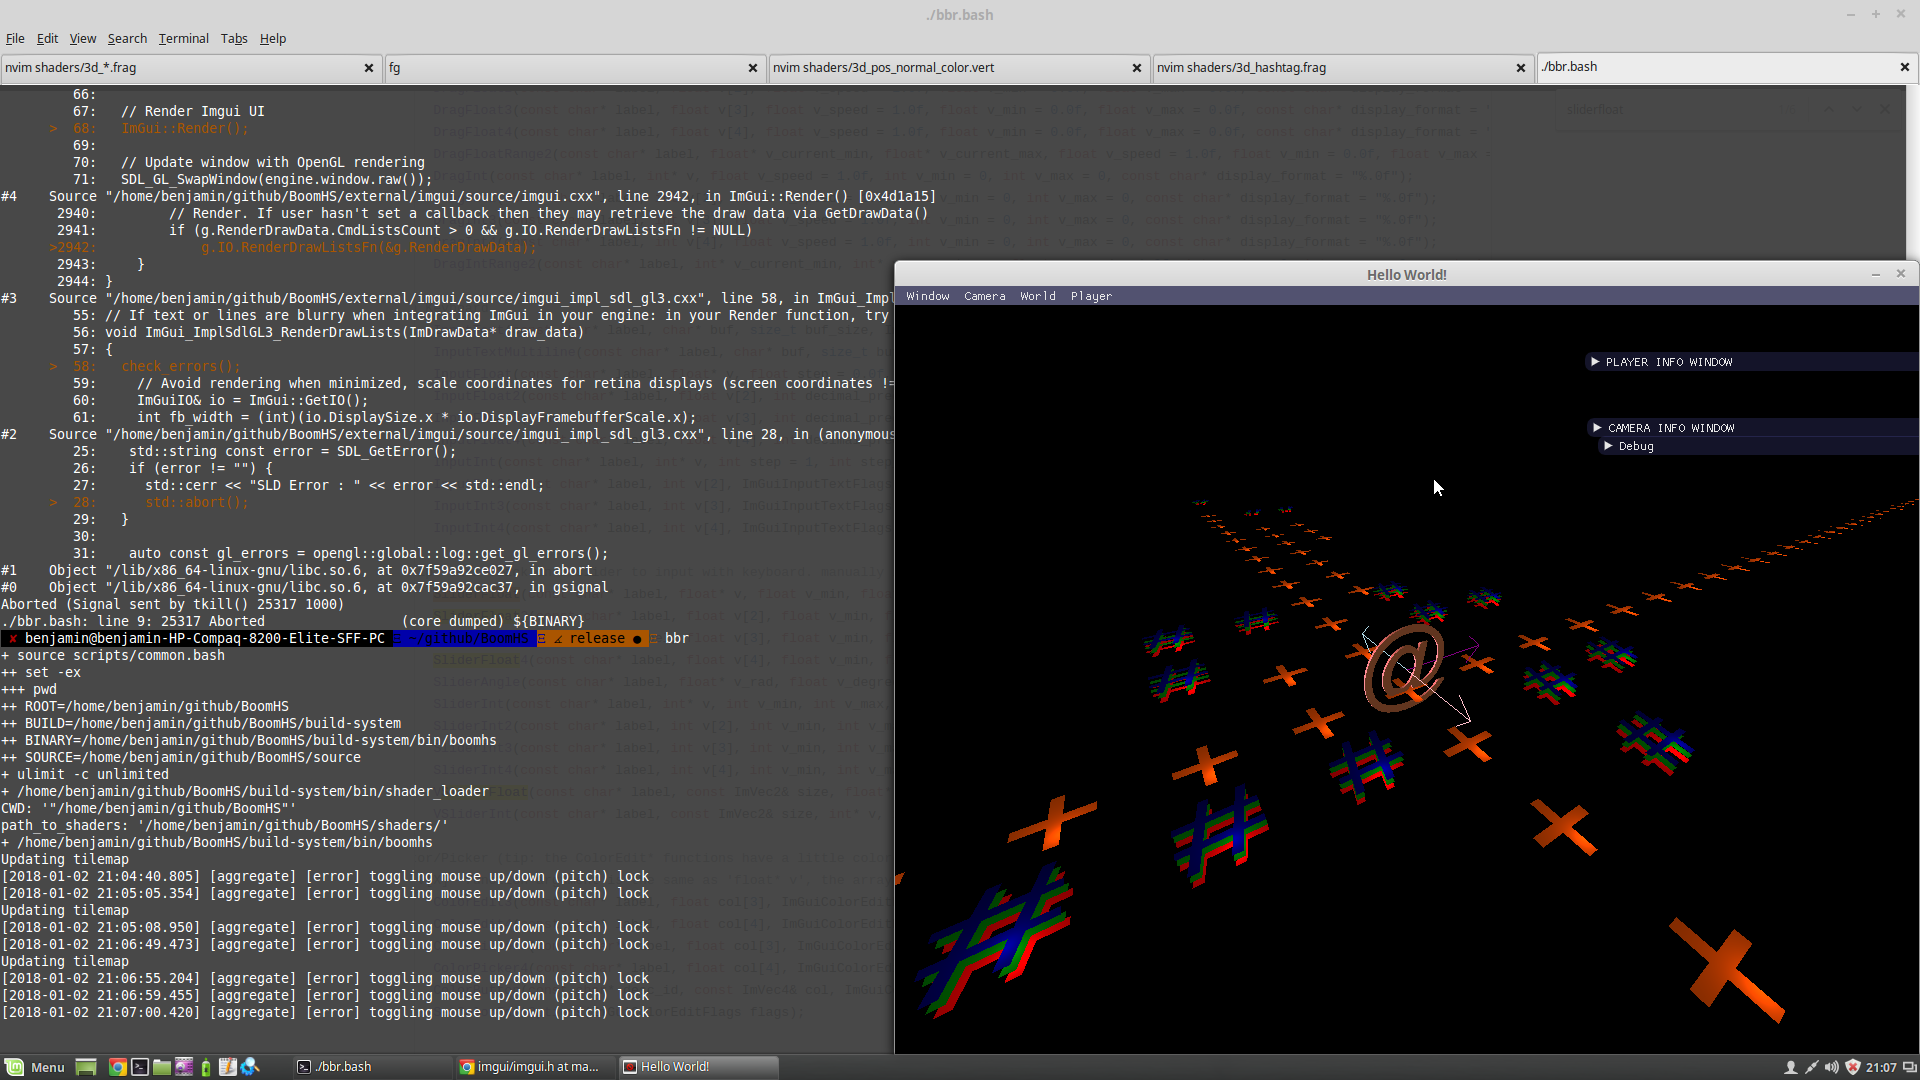 ./bbr.bash
File Edit View Search Terminal Tabs Help
nvim shaders/3d_*.frag
fg
nvim shaders/3d_pos_normal_color.vert
nvim shaders/3d_hashtag.frag
./bbr.bash
66:
67: // Render Imgui UI
> 68: ImGui::Render();
69:
70: // Update window with OpenGL rendering
71: SDL_GL_SwapWindow(engine.window.raw());
#4 Source "/home/benjamin/github/BoomHS/external/imgui/source/imgui.cxx", line 2942, in ImGui::Render() [0x4d1a15]
2940: // Render. If user hasn't set a callback then they may retrieve the draw data via GetDrawData()
2941: if (g.RenderDrawData.CmdListsCount > 0 && g.IO.RenderDrawListsFn != NULL)
>2942: g.IO.RenderDrawListsFn(&g.RenderDrawData);
2943: }
2944: }
#3 Source "/home/benjamin/github/BoomHS/external/imgui/source/imgui_impl_sdl_gl3.cxx", line 58, in ImGui_Impl
55: // If text or lines are blurry when integrating ImGui in your engine: in your Render function, try
56: void ImGui_ImplSdlGL3_RenderDrawLists(ImDrawData* draw_data)
57: {
> 58: check_errors();
59: // Avoid rendering when minimized, scale coordinates for retina displays (screen coordinates !=
60: ImGuiIO& io = ImGui::GetIO();
61: int fb_width = (int)(io.DisplaySize.x * io.DisplayFramebufferScale.x);
#2 Source "/home/benjamin/github/BoomHS/external/imgui/source/imgui_impl_sdl_gl3.cxx", line 28, in (anonymous
25: std::string const error = SDL_GetError();
26: if (error != "") {
27: std::cerr << "SLD Error : " << error << std::endl;
> 28: std::abort();
29: }
30:
31: auto const gl_errors = opengl::global::log::get_gl_errors();
#1 Object "/lib/x86_64-linux-gnu/libc.so.6, at 0x7f59a92ce027, in abort
#0 Object "/lib/x86_64-linux-gnu/libc.so.6, at 0x7f59a92cac37, in gsignal
Aborted (Signal sent by tkill() 25317 1000)
./bbr.bash: line 9: 25317 Aborted (core dumped) ${BINARY}
✘ benjamin@benjamin-HP-Compaq-8200-Elite-SFF-PC ~/github/BoomHS release ● bbr
+ source scripts/common.bash
++ set -ex
+++ pwd
++ ROOT=/home/benjamin/github/BoomHS
++ BUILD=/home/benjamin/github/BoomHS/build-system
++ BINARY=/home/benjamin/github/BoomHS/build-system/bin/boomhs
++ SOURCE=/home/benjamin/github/BoomHS/source
+ ulimit -c unlimited
+ /home/benjamin/github/BoomHS/build-system/bin/shader_loader
CWD: '"/home/benjamin/github/BoomHS"'
path_to_shaders: '/home/benjamin/github/BoomHS/shaders/'
+ /home/benjamin/github/BoomHS/build-system/bin/boomhs
Updating tilemap
[2018-01-02 21:04:40.805] [aggregate] [error] toggling mouse up/down (pitch) lock
[2018-01-02 21:05:05.354] [aggregate] [error] toggling mouse up/down (pitch) lock
Updating tilemap
[2018-01-02 21:05:08.950] [aggregate] [error] toggling mouse up/down (pitch) lock
[2018-01-02 21:06:49.473] [aggregate] [error] toggling mouse up/down (pitch) lock
Updating tilemap
[2018-01-02 21:06:55.204] [aggregate] [error] toggling mouse up/down (pitch) lock
[2018-01-02 21:06:59.455] [aggregate] [error] toggling mouse up/down (pitch) lock
[2018-01-02 21:07:00.420] [aggregate] [error] toggling mouse up/down (pitch) lock
Hello World!
Window Camera World Player
PLAYER INFO WINDOW
CAMERA INFO WINDOW
Debug
@
Menu
./bbr.bash
imgui/imgui.h at ma...
Hello World!
21:07